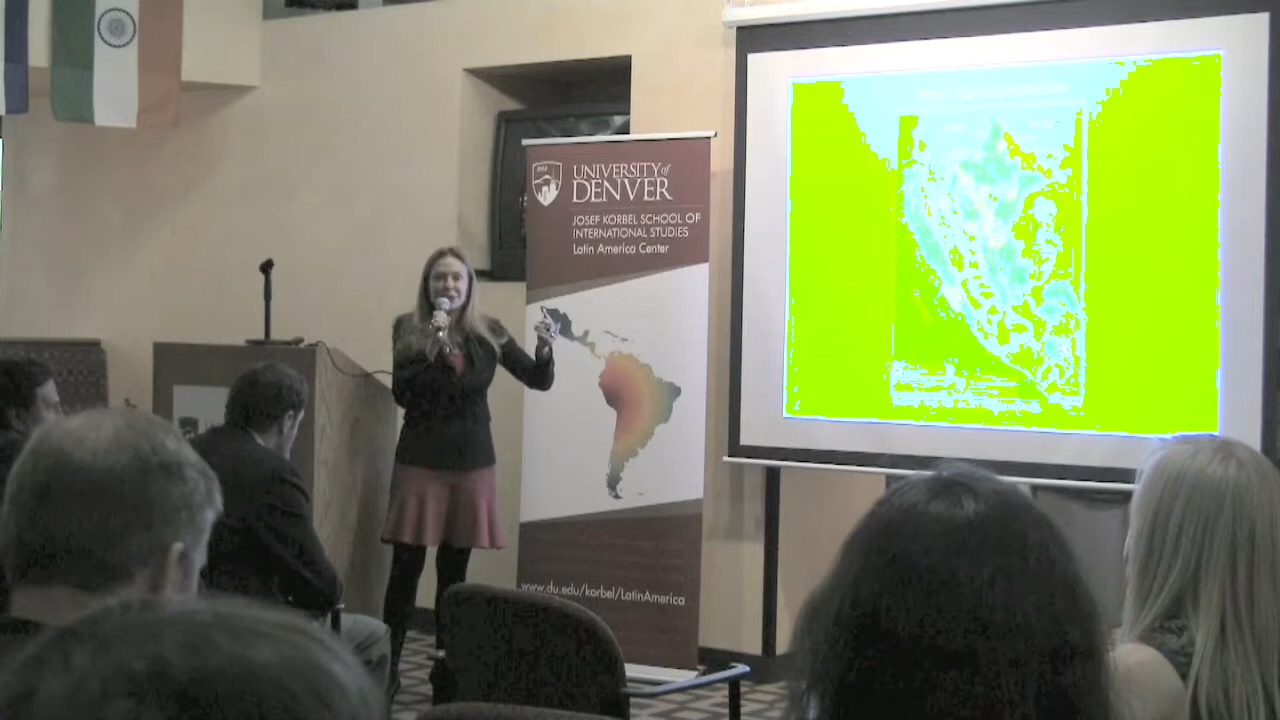 UNIVERSITY of
DENVER
JOSEF KORBEL SCHOOL OF
INTERNATIONAL STUDIES
Latin America Center
www.du.edu/korbel/LatinAmerica